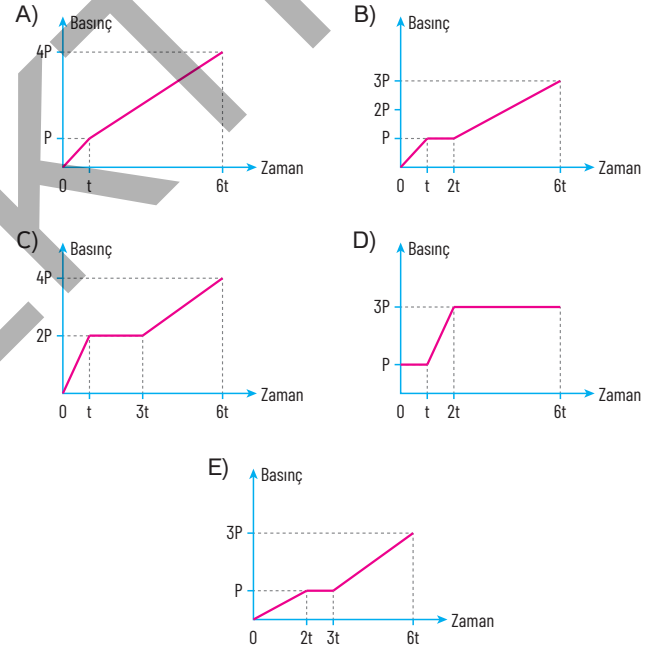 A)
Basınç
4P
P
0 t 6t
Zaman
B)
Basınç
3P
2P
P
0 t 2t 6t
Zaman
C)
Basınç
4P
2P
0 t 3t 6t
Zaman
D)
Basınç
3P
P
0 t 2t 6t
Zaman
E)
Basınç
3P
P
0 2t 3t 6t
Zaman